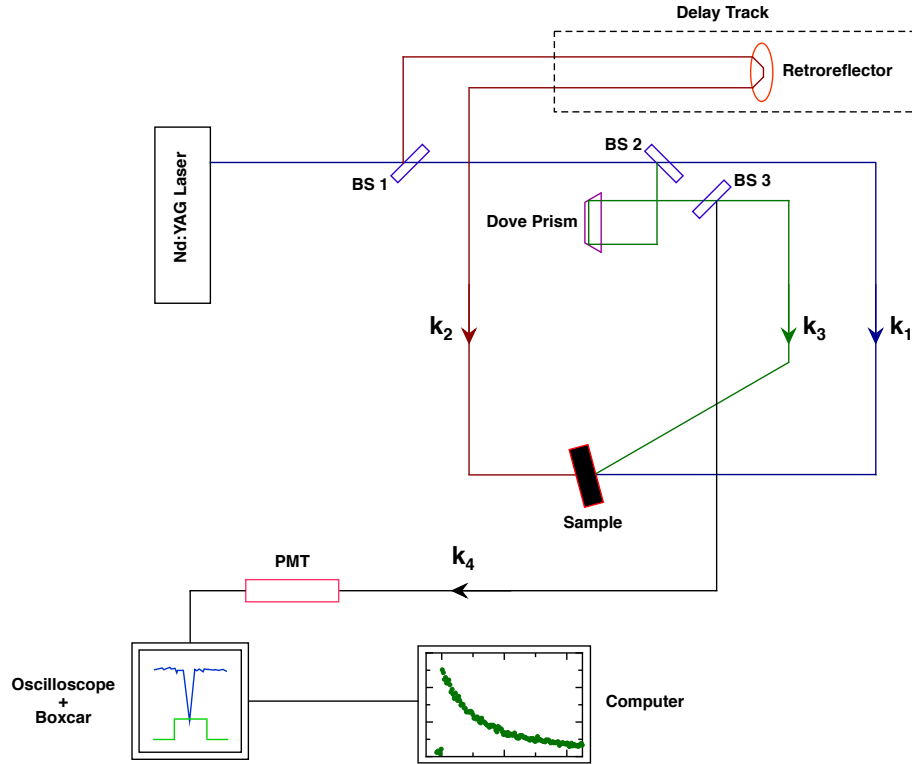 Delay Track
Retroreflector
Nd:YAG Laser
BS 1
BS 2
BS 3
Dove Prism
k2
k3
k1
Sample
k4
PMT
Oscilloscope
+
Boxcar
Computer